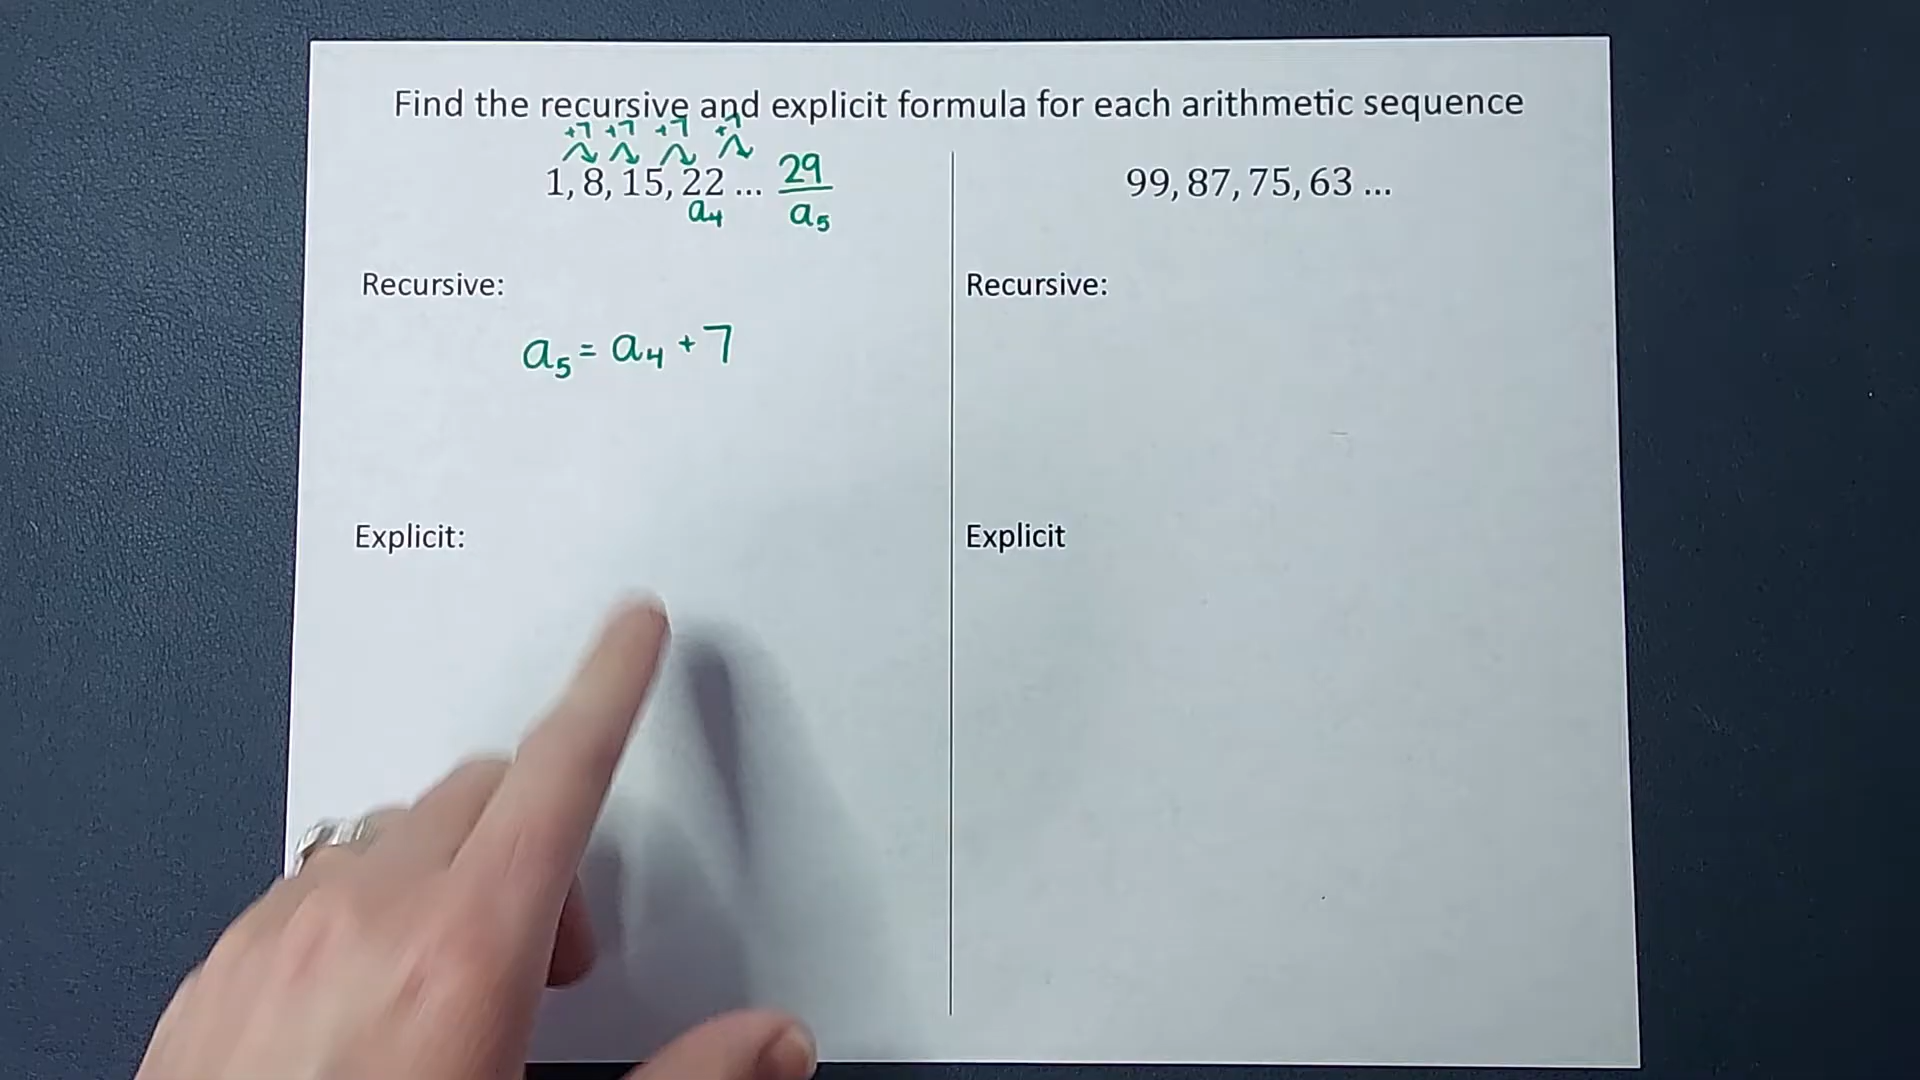 Find the recursive and explicit formula for each arithmetic sequence
+7 +7 +7 +7
1, 8, 15, 22 ... 29
a4 a5
Recursive:
a5 = a4 + 7
Explicit:
99, 87, 75, 63 ...
Recursive:
Explicit